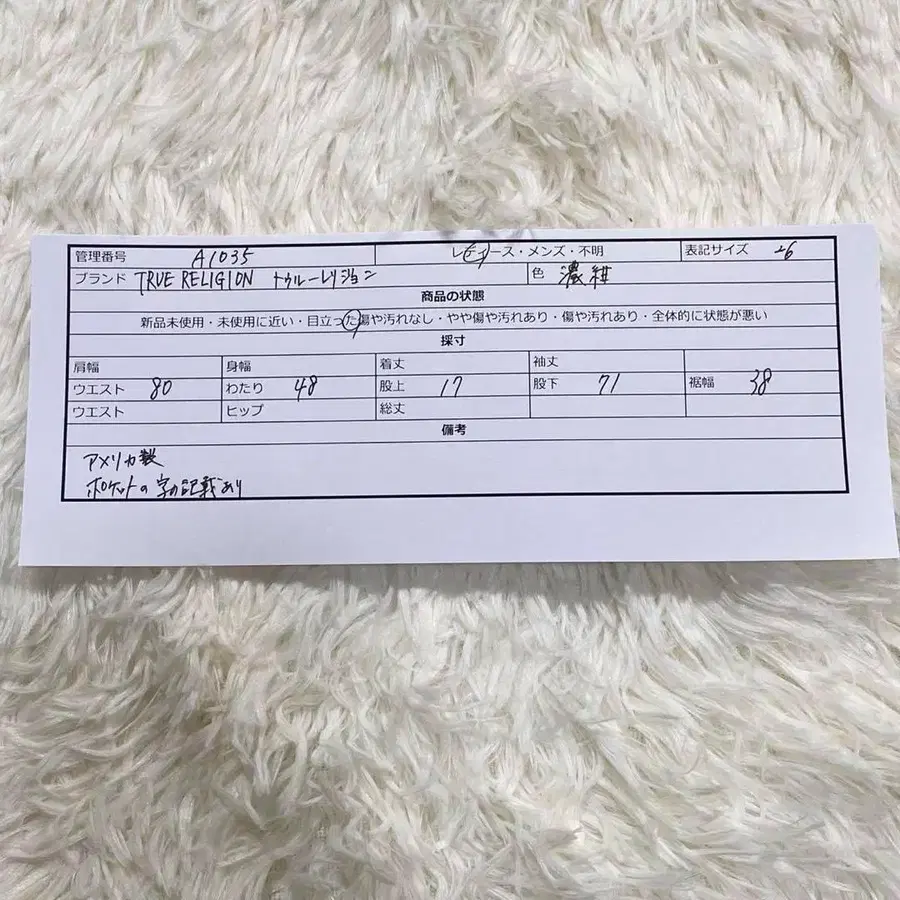 管理番号 A1035 レディース・メンズ・不明 表記サイズ 26
ブランド TRUE RELIGION トゥルーレリジョン 色 濃紺
商品の状態
新品未使用・未使用に近い・目立った傷や汚れなし・やや傷や汚れあり・傷や汚れあり・全体的に状態が悪い
採寸
肩幅 身幅 着丈 袖丈
ウエスト 80 わたり 48 股上 17 股下 71 裾幅 38
ウエスト ヒップ 総丈
備考
アメリカ製
ポケットの字の記載あり